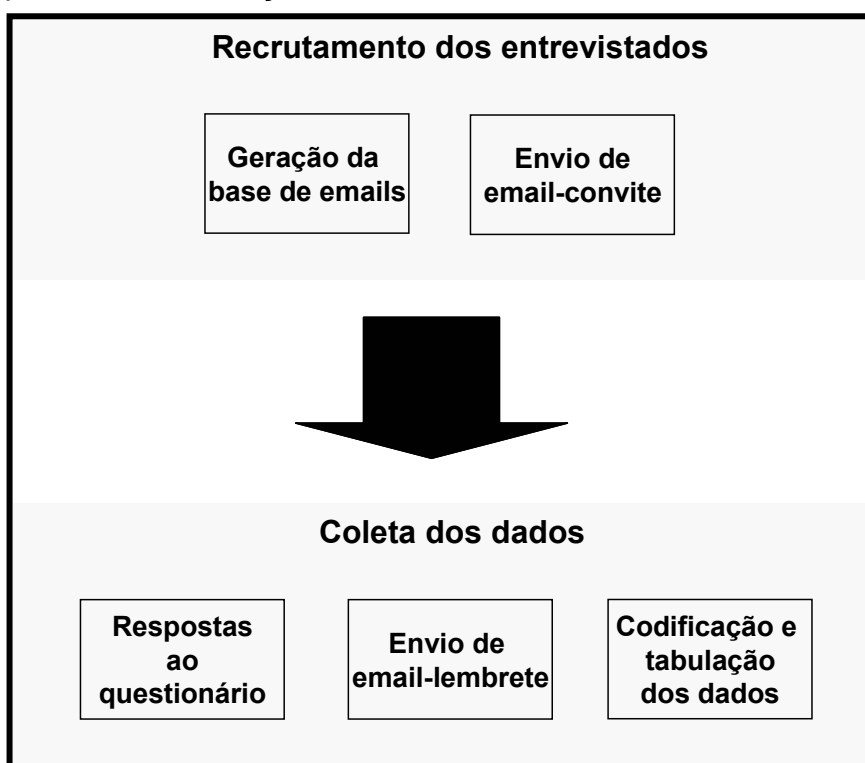 Recrutamento dos entrevistados
Geração da
base de emails
Envio de
email-convite
Coleta dos dados
Respostas
ao
questionário
Envio de
email-lembrete
Codificação e
tabulação
dos dados